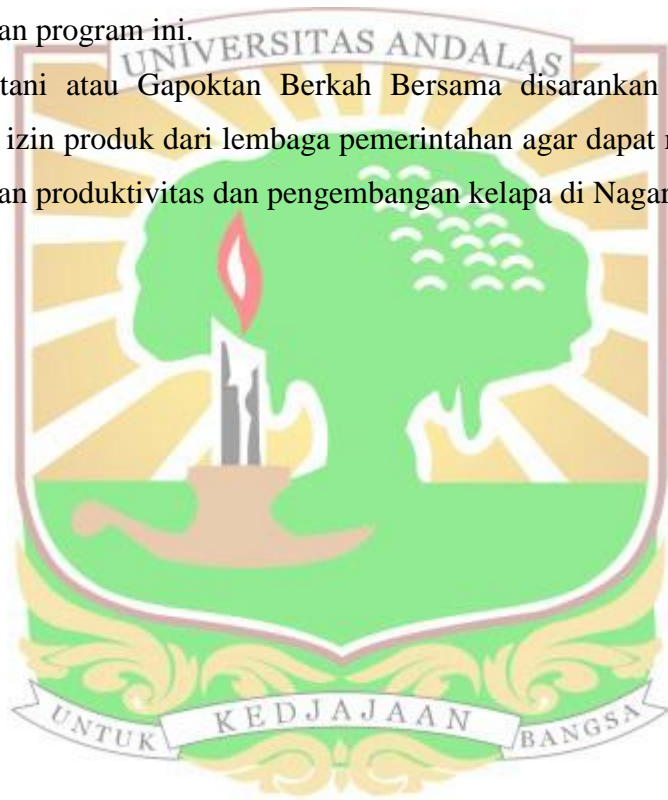 an program ini.
UNIVERSITAS ANDALAS
tani atau Gapoktan Berkah Bersama disarankan
izin produk dari lembaga pemerintahan agar dapat
an produktivitas dan pengembangan kelapa di Nagar
UNTUK KEDJAJAAN BANGSA